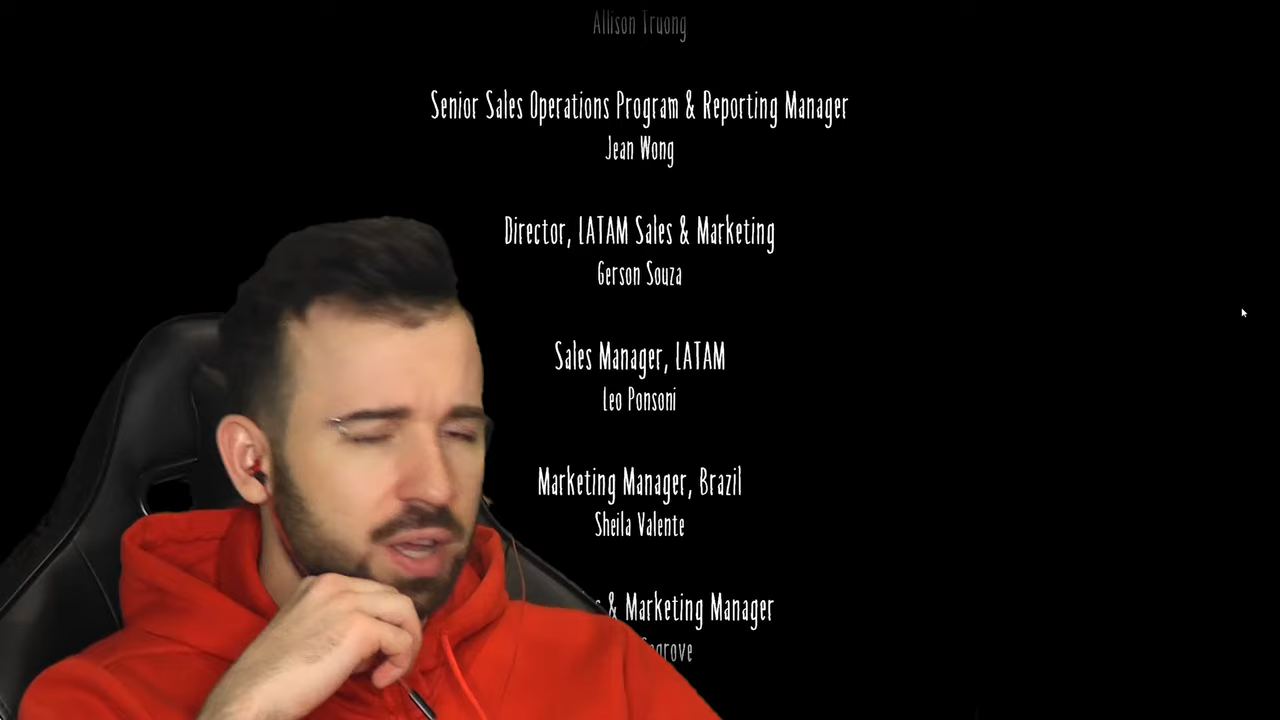 Allison Truong
Senior Sales Operations Program & Reporting Manager
Jean Wong
Director, LATAM Sales & Marketing
Gerson Souza
Sales Manager, LATAM
Leo Ponsoni
Marketing Manager, Brazil
Sheila Valente
& Marketing Manager